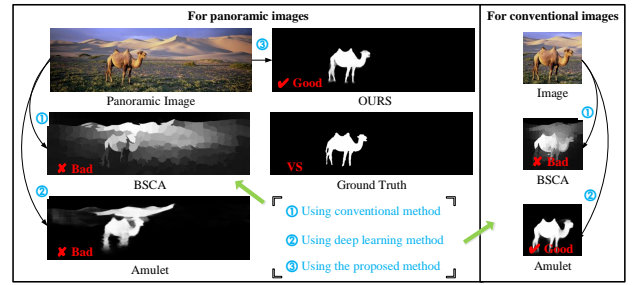 For panoramic images
For conventional images
③
✔ Good
Panoramic Image
OURS
Image
①
✘ Bad
VS
BSCA
Ground Truth
①
✘ Bad
BSCA
②
✘ Bad
Amulet
① Using conventional method
② Using deep learning method
③ Using the proposed method
②
✔ Good
Amulet